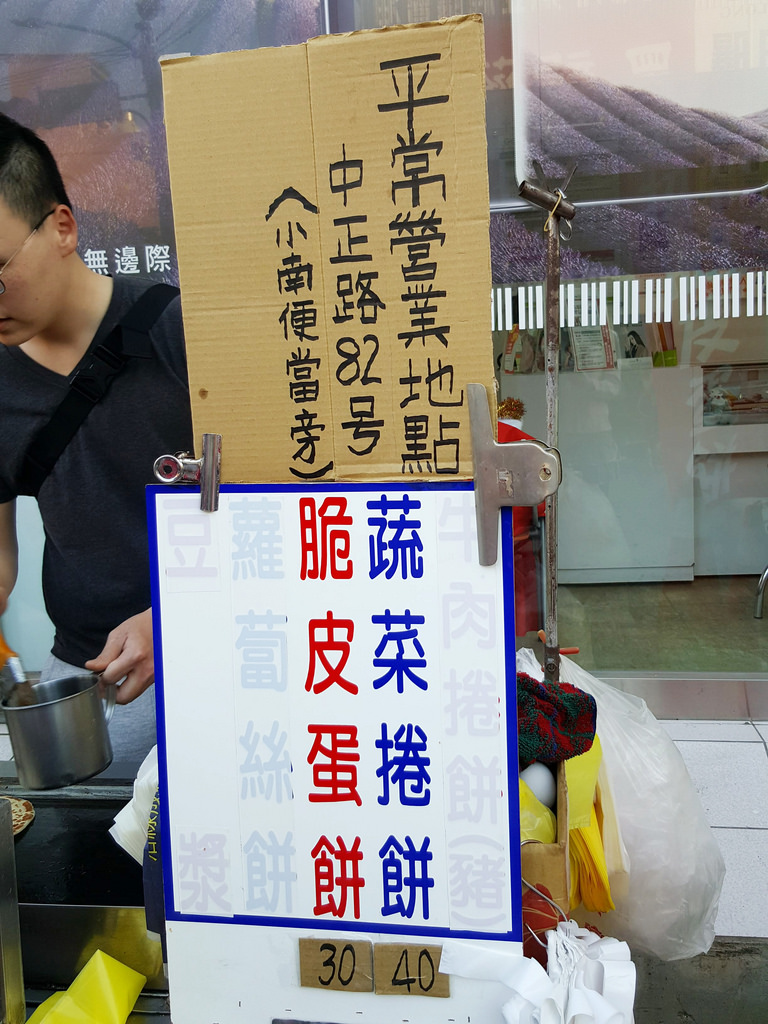 平常營業地點
中正路82号
(小南便當旁)
無邊際
牛肉捲餅(豬)
蔬菜捲餅
脆皮蛋餅
蘿蔔絲餅
豆漿
30
40